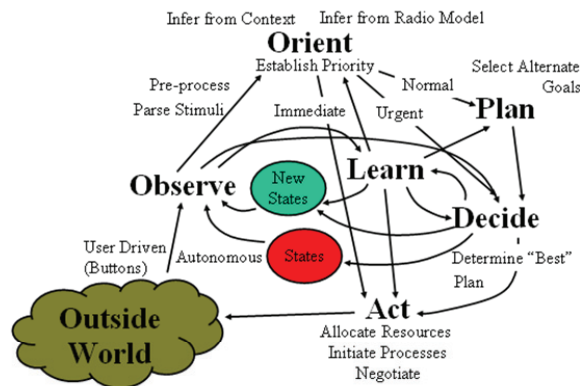 Infer from Context
Infer from Radio Model
Orient
Establish Priority
Select Alternate
Goals
Pre-process
Normal
Plan
Parse Stimuli
Immediate
Urgent
Learn
Observe
New
States
Decide
User Driven
(Buttons)
Autonomous
States
Determine "Best"
Plan
Outside
World
Act
Allocate Resources
Initiate Processes
Negotiate